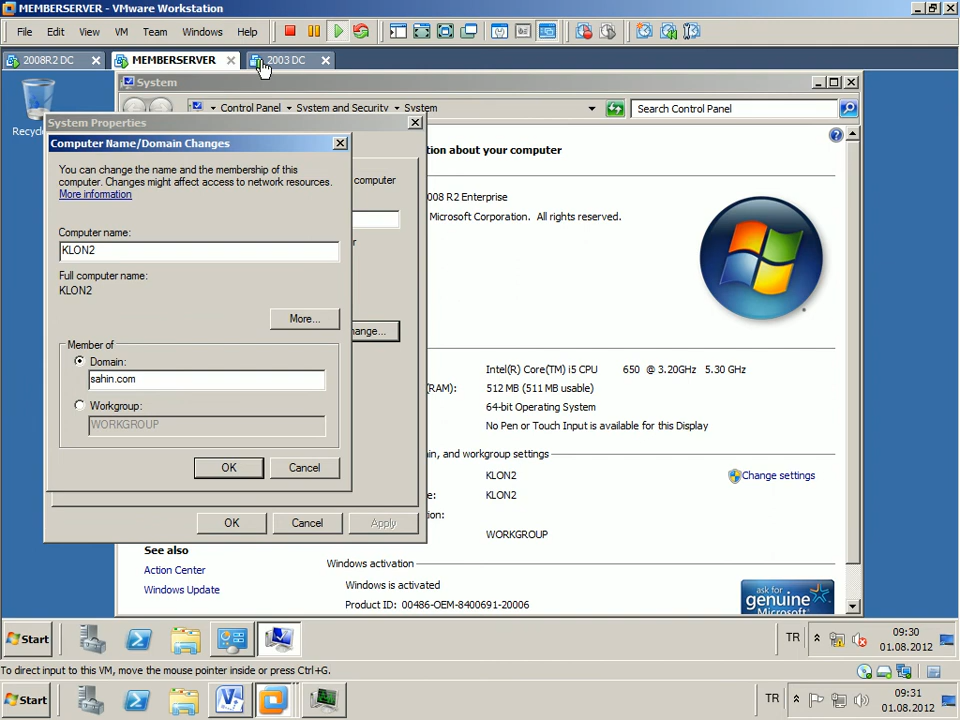 MEMBERSERVER - VMware Workstation
File Edit View VM Team Windows Help
2008R2 DC
MEMBERSERVER
2003 DC
System
Control Panel
System and Security
System
Search Control Panel
System Properties
Computer Name/Domain Changes
You can change the name and the membership of this
computer. Changes might affect access to network resources.
More information
Computer name:
KLON2
Full computer name:
KLON2
More...
Member of
Domain:
sahin.com
Workgroup:
WORKGROUP
OK
Cancel
computer
ange...
OK
Cancel
Apply
tion about your computer
008 R2 Enterprise
Microsoft Corporation. All rights reserved.
Intel(R) Core(TM) i5 CPU 650 @ 3.20GHz 5.30 GHz
(RAM): 512 MB (511 MB usable)
64-bit Operating System
No Pen or Touch Input is available for this Display
in, and workgroup settings
KLON2
Change settings
e: KLON2
ion:
WORKGROUP
See also
Action Center
Windows Update
Windows activation
Windows is activated
Product ID: 00486-OEM-8400691-20006
ask for
genuine
Microsoft
Start
TR
09:30
01.08.2012
To direct input to this VM, move the mouse pointer inside or press Ctrl+G.
Start
TR
09:31
01.08.2012